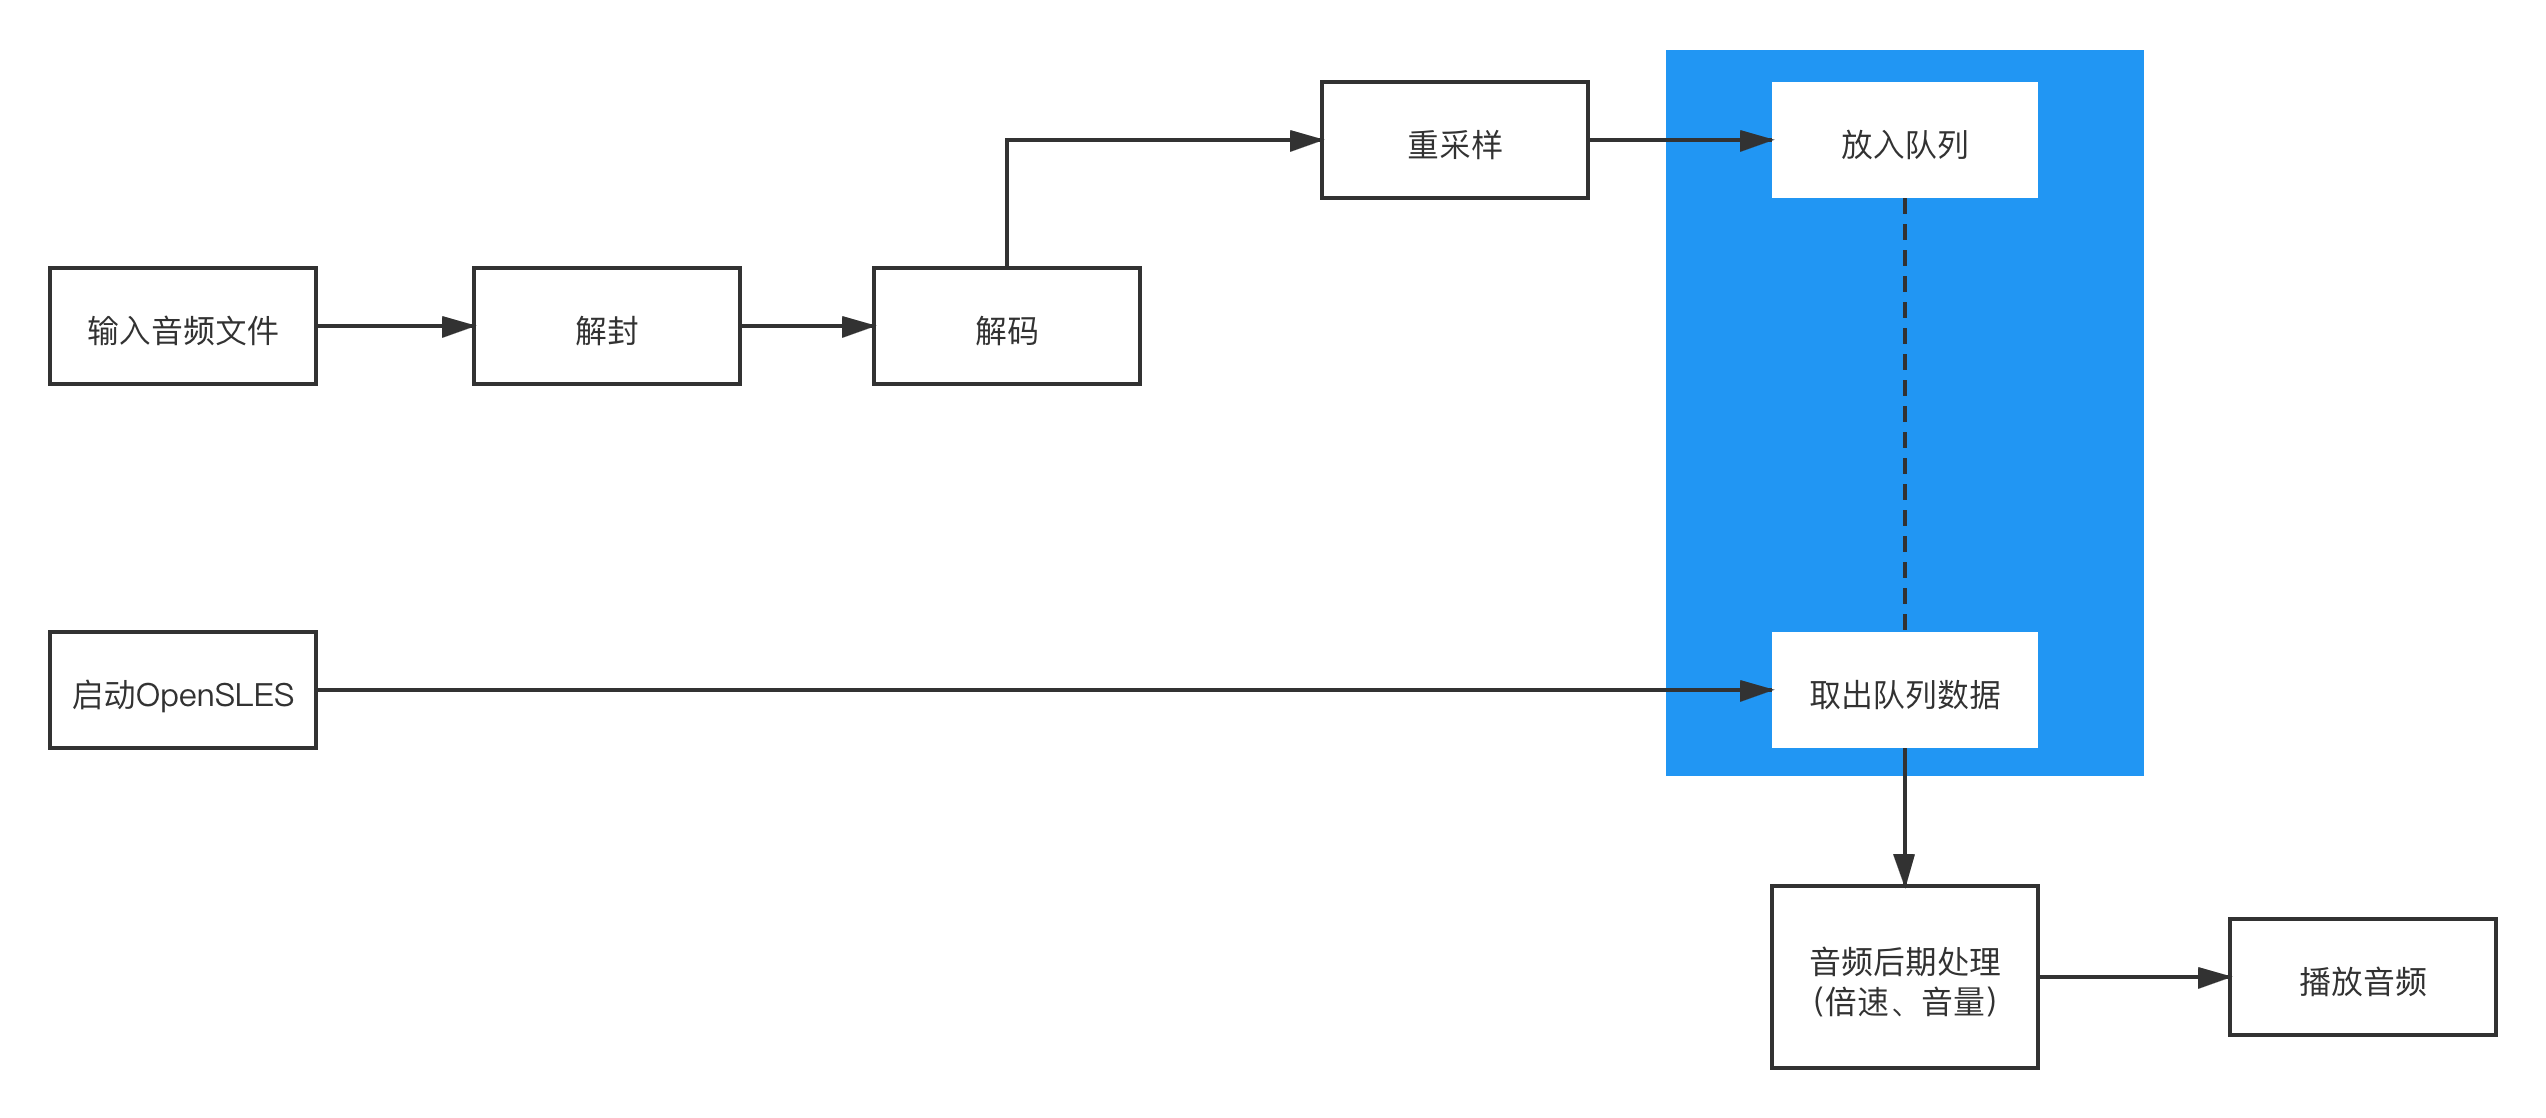 重采样
放入队列
输入音频文件
解封
解码
启动OpenSLES
取出队列数据
音频后期处理
（倍速、音量）
播放音频